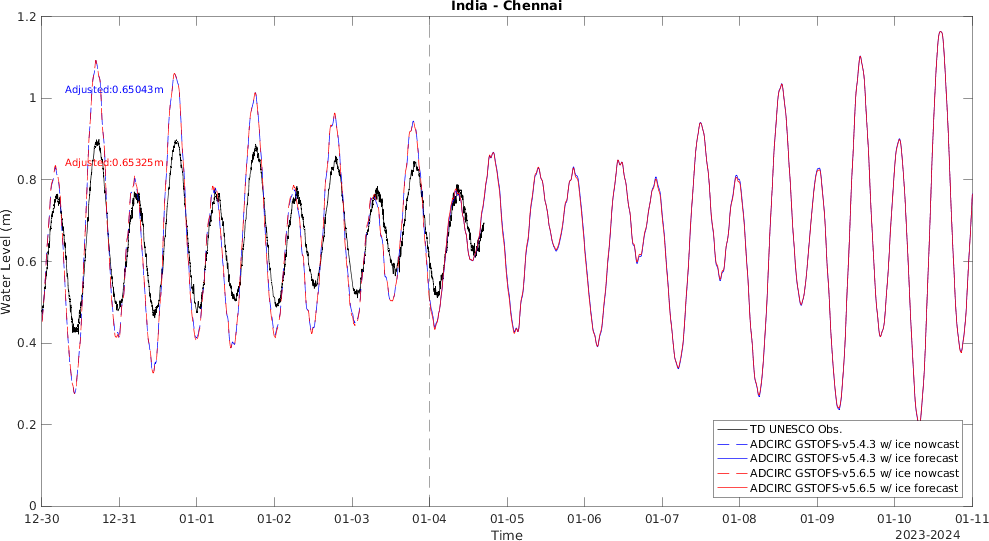 India - Chennai
1.2
1
0.8
0.6
0.4
0.2
0
Water Level (m)
Adjusted:0.65043m
Adjusted:0.65325m
TD UNESCO Obs.
ADCIRC GSTOFS-v5.4.3 w/ ice nowcast
ADCIRC GSTOFS-v5.4.3 w/ ice forecast
ADCIRC GSTOFS-v5.6.5 w/ ice nowcast
ADCIRC GSTOFS-v5.6.5 w/ ice forecast
12-30 12-31 01-01 01-02 01-03 01-04 01-05 01-06 01-07 01-08 01-09 01-10 01-11
Time
2023-2024